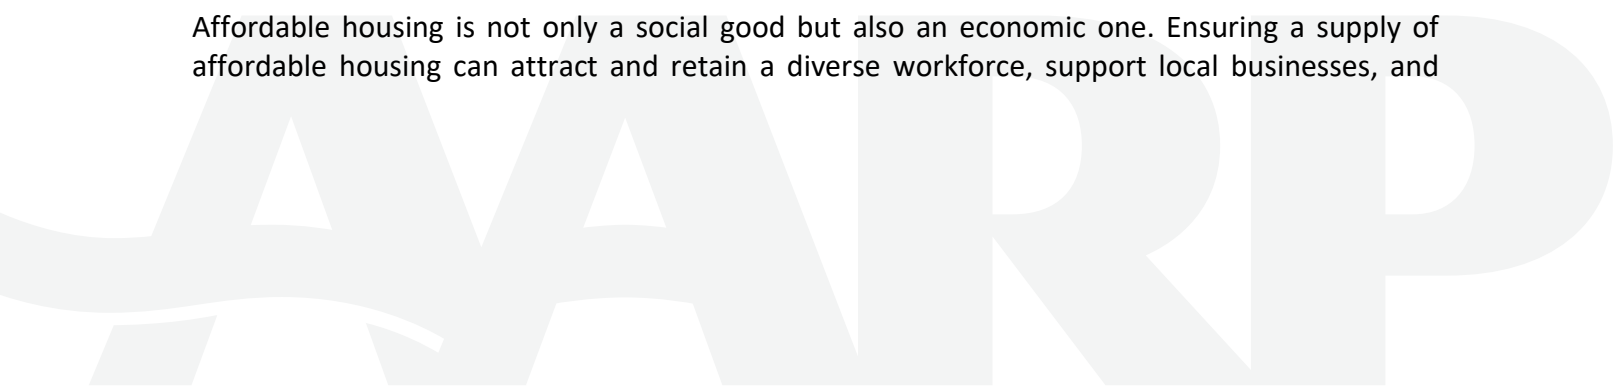 Affordable housing is not only a social good but also an economic one. Ensuring a supply of
affordable housing can attract and retain a diverse workforce, support local businesses, and
AARP